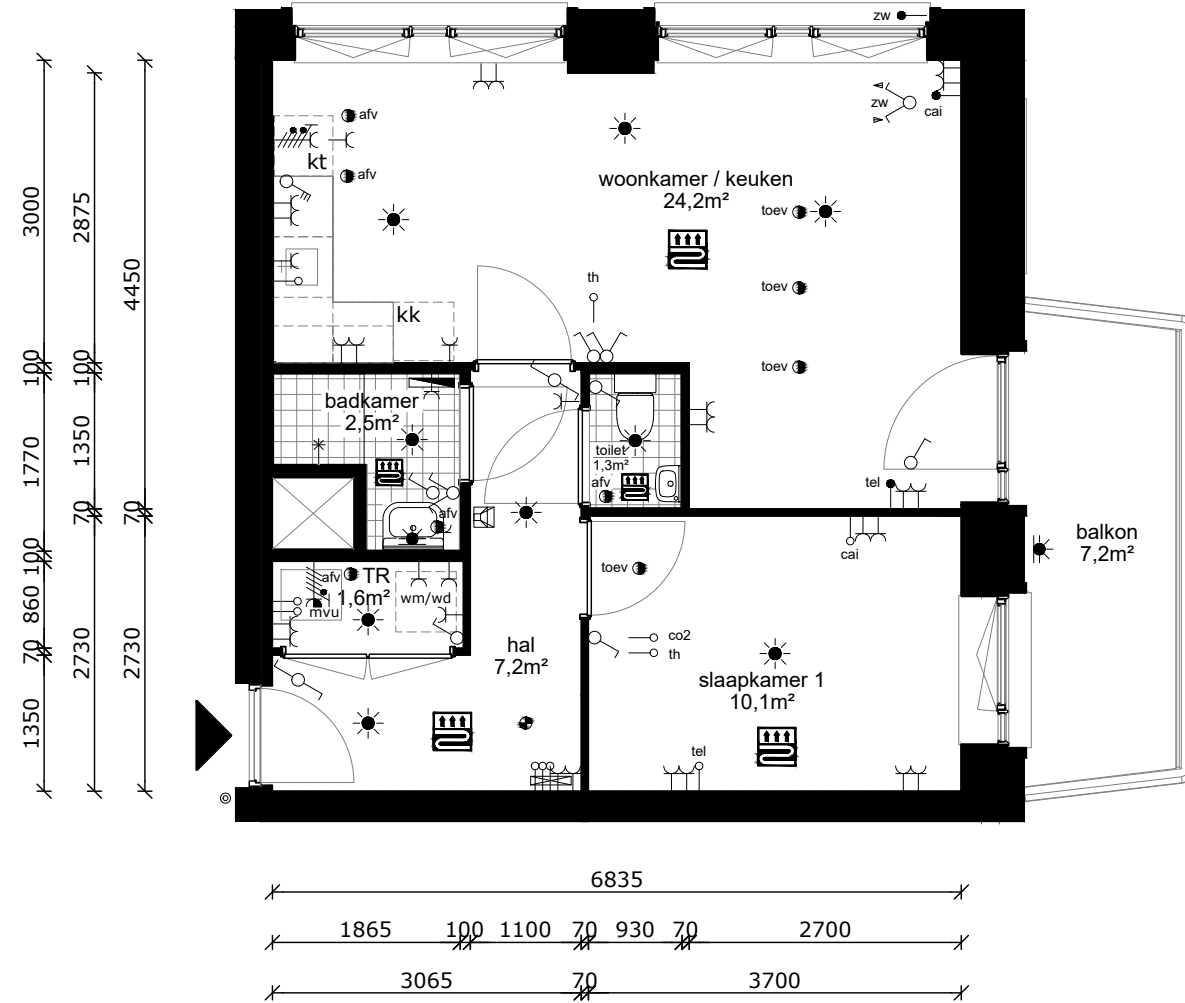 zw
afv
zw
cai
kt
afv
woonkamer / keuken
24,2m²
toev
toev
th
kk
toev
badkamer
2,5m²
toilet
1,3m²
afv
afv
tel
cai
balkon
7,2m²
afv
TR
1,6m²
wm/wd
mvu
toev
hal
7,2m²
co2
th
slaapkamer 1
10,1m²
tel
3000
100
1770
100
860
70
1350
2875
100
1350
70
2730
4450
70
2730
6835
1865
100
1100
70
930
70
2700
3065
70
3700